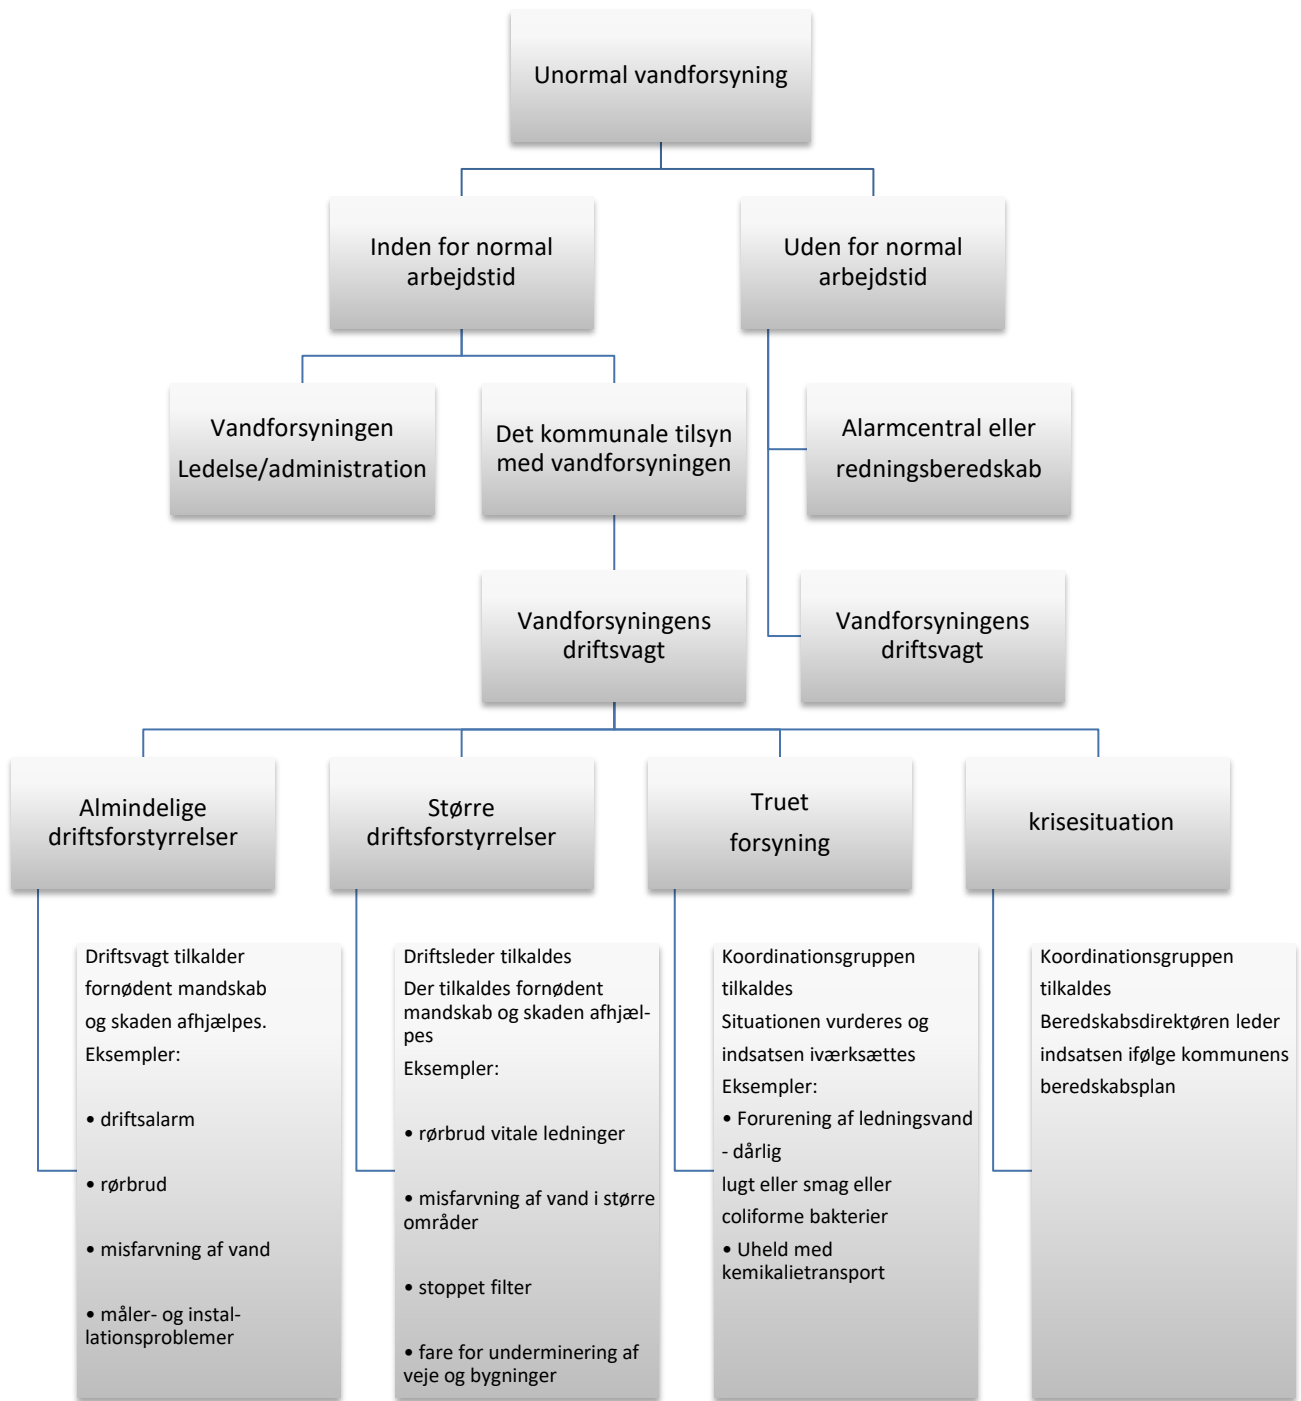 Unormal vandforsyning
Inden for normal
arbejdstid
Uden for normal
arbejdstid
Vandforsyningen
Ledelse/administration
Det kommunale tilsyn
med vandforsyningen
Alarmcentral eller
redningsberedskab
Vandforsyningens
driftsvagt
Vandforsyningens
driftsvagt
Almindelige
driftsforstyrrelser
Større
driftsforstyrrelser
Truet
forsyning
krisesituation
Driftsvagt tilkalder
fornødent mandskab
og skaden afhjælpes.
Eksempler:
• driftsalarm
• rørbrud
• misfarvning af vand
• måler- og instal-
lationsproblemer
Driftsleder tilkaldes
Der tilkaldes fornødent
mandskab og skaden afhjæl-
pes
Eksempler:
• rørbrud vitale ledninger
• misfarvning af vand i større
områder
• stoppet filter
• fare for underminering af
veje og bygninger
Koordinationsgruppen
tilkaldes
Situationen vurderes og
indsatsen iværksættes
Eksempler:
• Forurening af ledningsvand
- dårlig
lugt eller smag eller
coliforme bakterier
• Uheld med
kemikalietransport
Koordinationsgruppen
tilkaldes
Beredskabsdirektøren leder
indsatsen ifølge kommunens
beredskabsplan